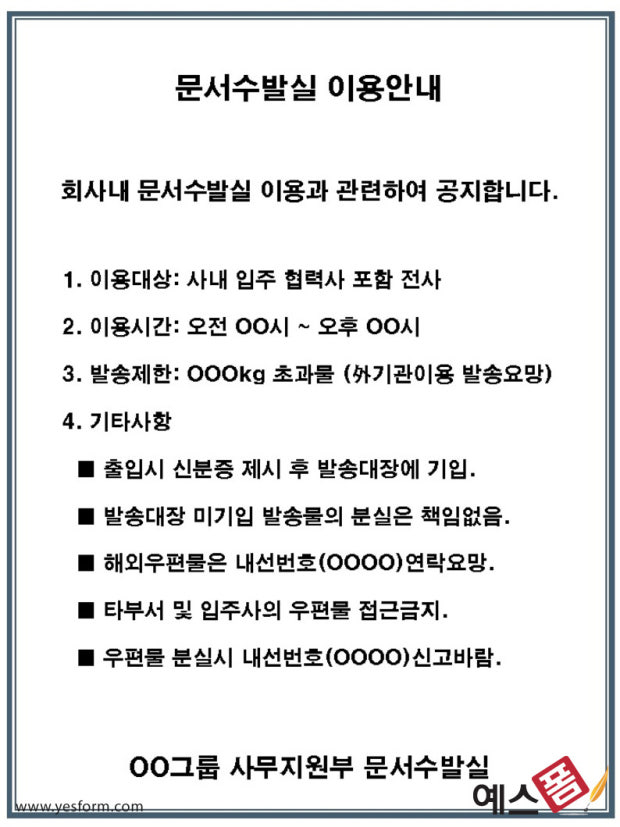 문서수발실 이용안내
회사내 문서수발실 이용과 관련하여 공지합니다.
1. 이용대상: 사내 입주 협력사 포함 전사
2. 이용시간: 오전 OO시 ~ 오후 OO시
3. 발송제한: OOOkg 초과물 (外기관이용 발송요망)
4. 기타사항
■ 출입시 신분증 제시 후 발송대장에 기입.
■ 발송대장 미기입 발송물의 분실은 책임없음.
■ 해외우편물은 내선번호(OOOO)연락요망.
■ 타부서 및 입주사의 우편물 접근금지.
■ 우편물 분실시 내선번호(OOOO)신고바람.
OO그룹 사무지원부 문서수발실
www.yesform.com
예스폼